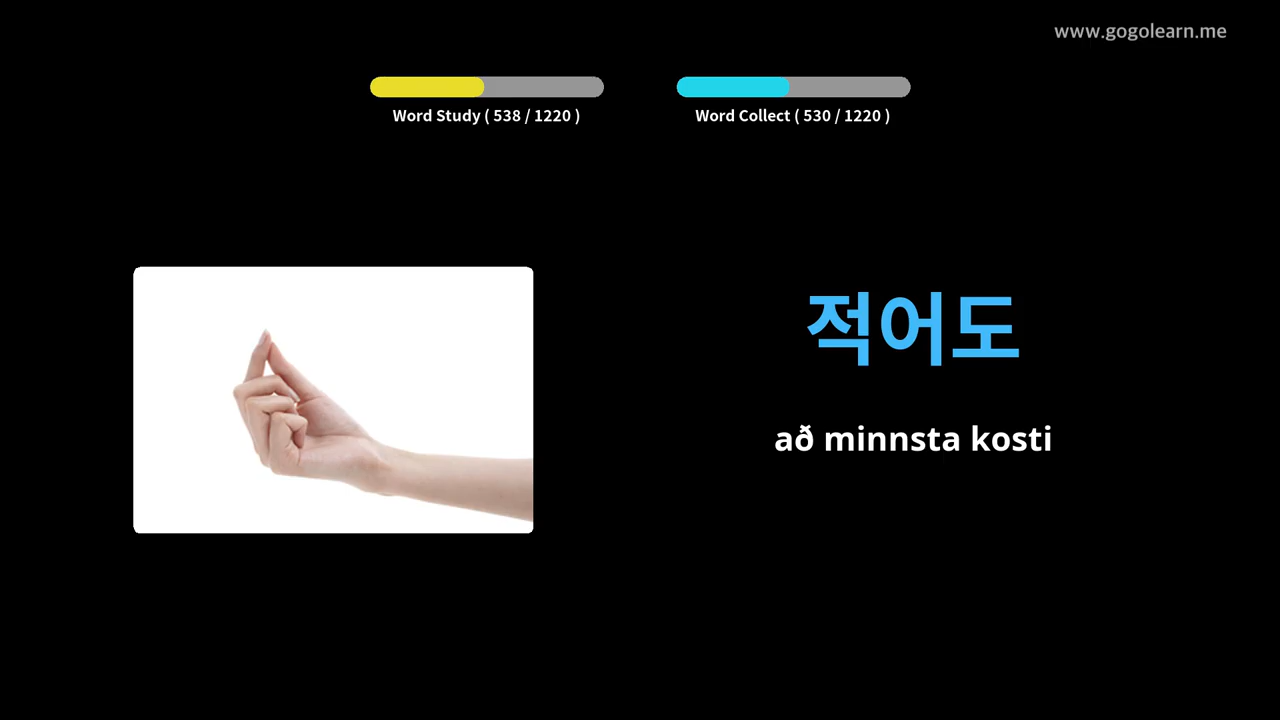 www.gogolearn.me
Word Study ( 538 / 1220 )
Word Collect ( 530 / 1220 )
적어도
að minnsta kosti